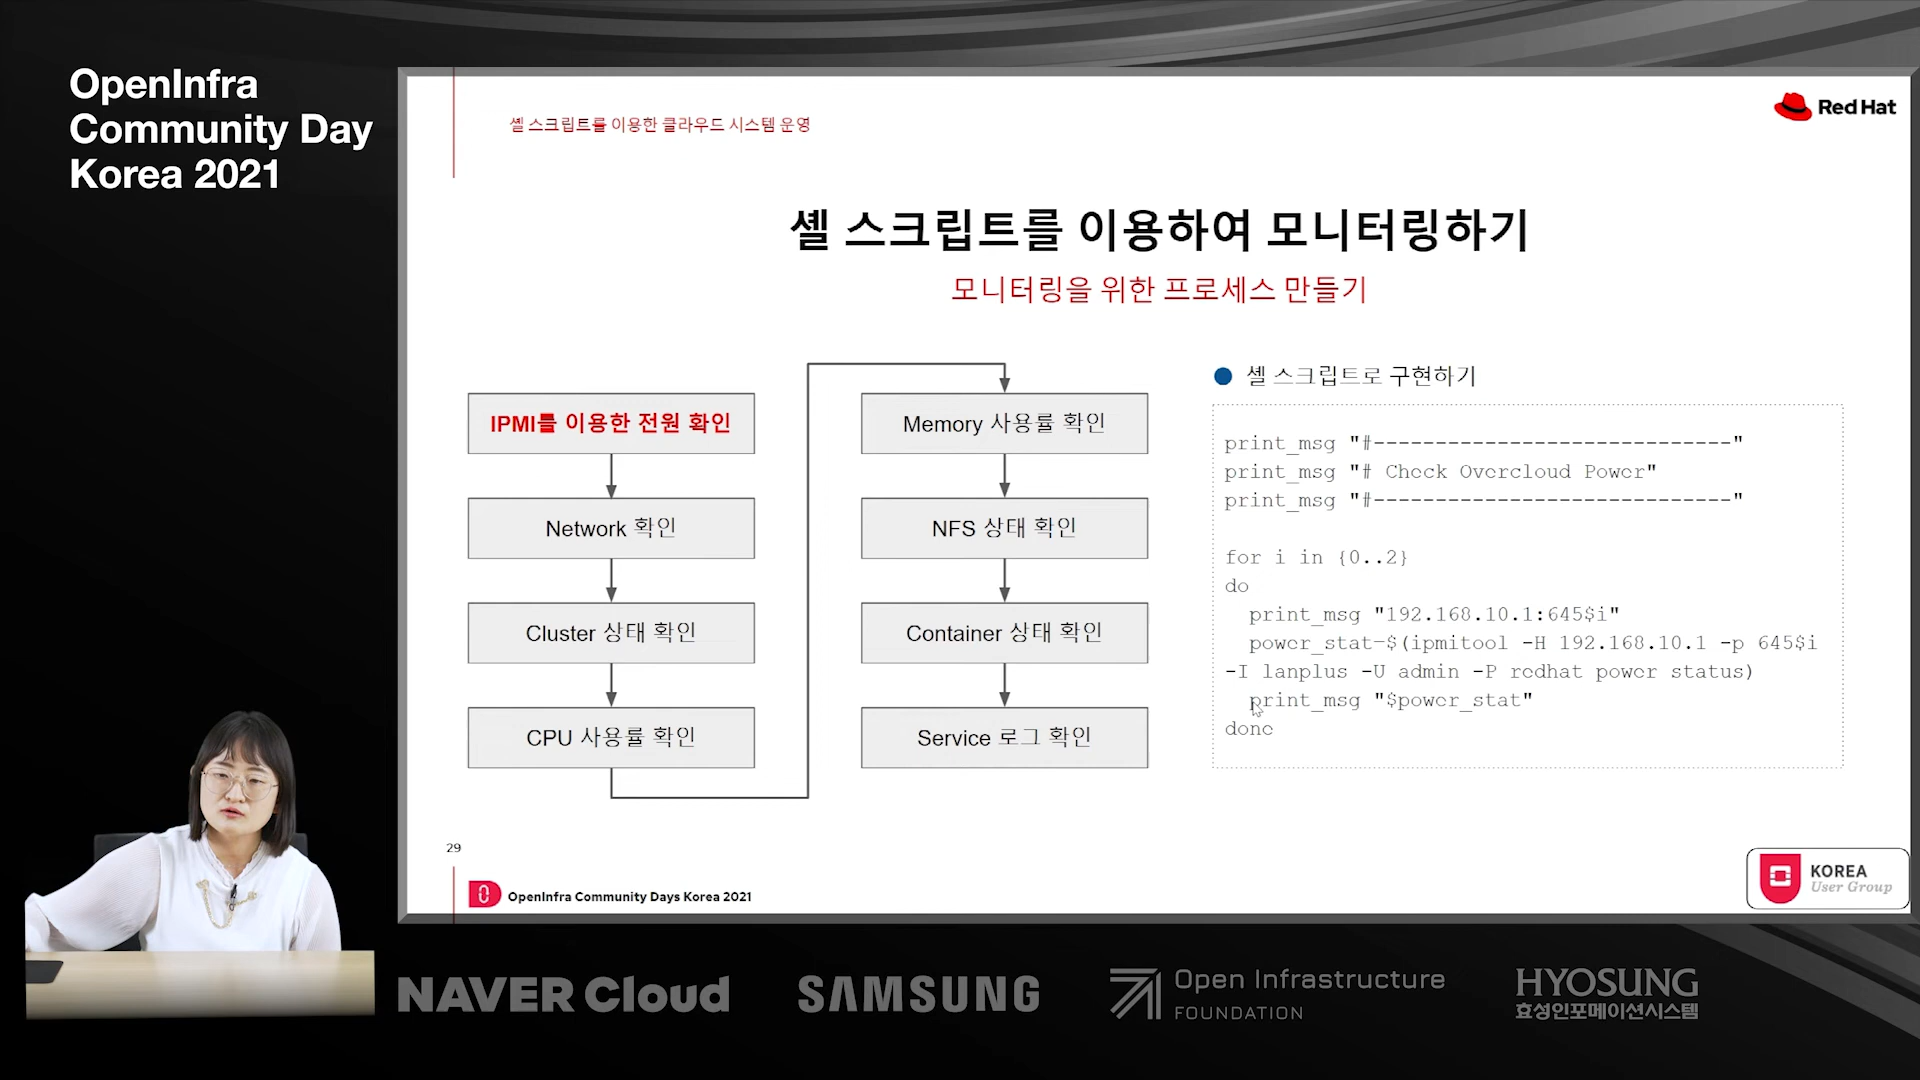 OpenInfra
Community Day
Korea 2021
셸 스크립트를 이용한 클라우드 시스템 운영
Red Hat
셸 스크립트를 이용하여 모니터링하기
모니터링을 위한 프로세스 만들기
IPMI를 이용한 전원 확인
Network 확인
Cluster 상태 확인
CPU 사용률 확인
Memory 사용률 확인
NFS 상태 확인
Container 상태 확인
Service 로그 확인
셸 스크립트로 구현하기
print_msg "#-----------------------------"
print_msg "# Check Overcloud Power"
print_msg "#-----------------------------"
for i in {0..2}
do
print_msg "192.168.10.1:645$i"
power_stat=$(ipmitool -H 192.168.10.1 -p 645$i
-I lanplus -U admin -P redhat power status)
print_msg "$power_stat"
done
29
OpenInfra Community Days Korea 2021
KOREA
User Group
NAVER Cloud
SAMSUNG
Open Infrastructure
FOUNDATION
HYOSUNG
효성인포메이션시스템